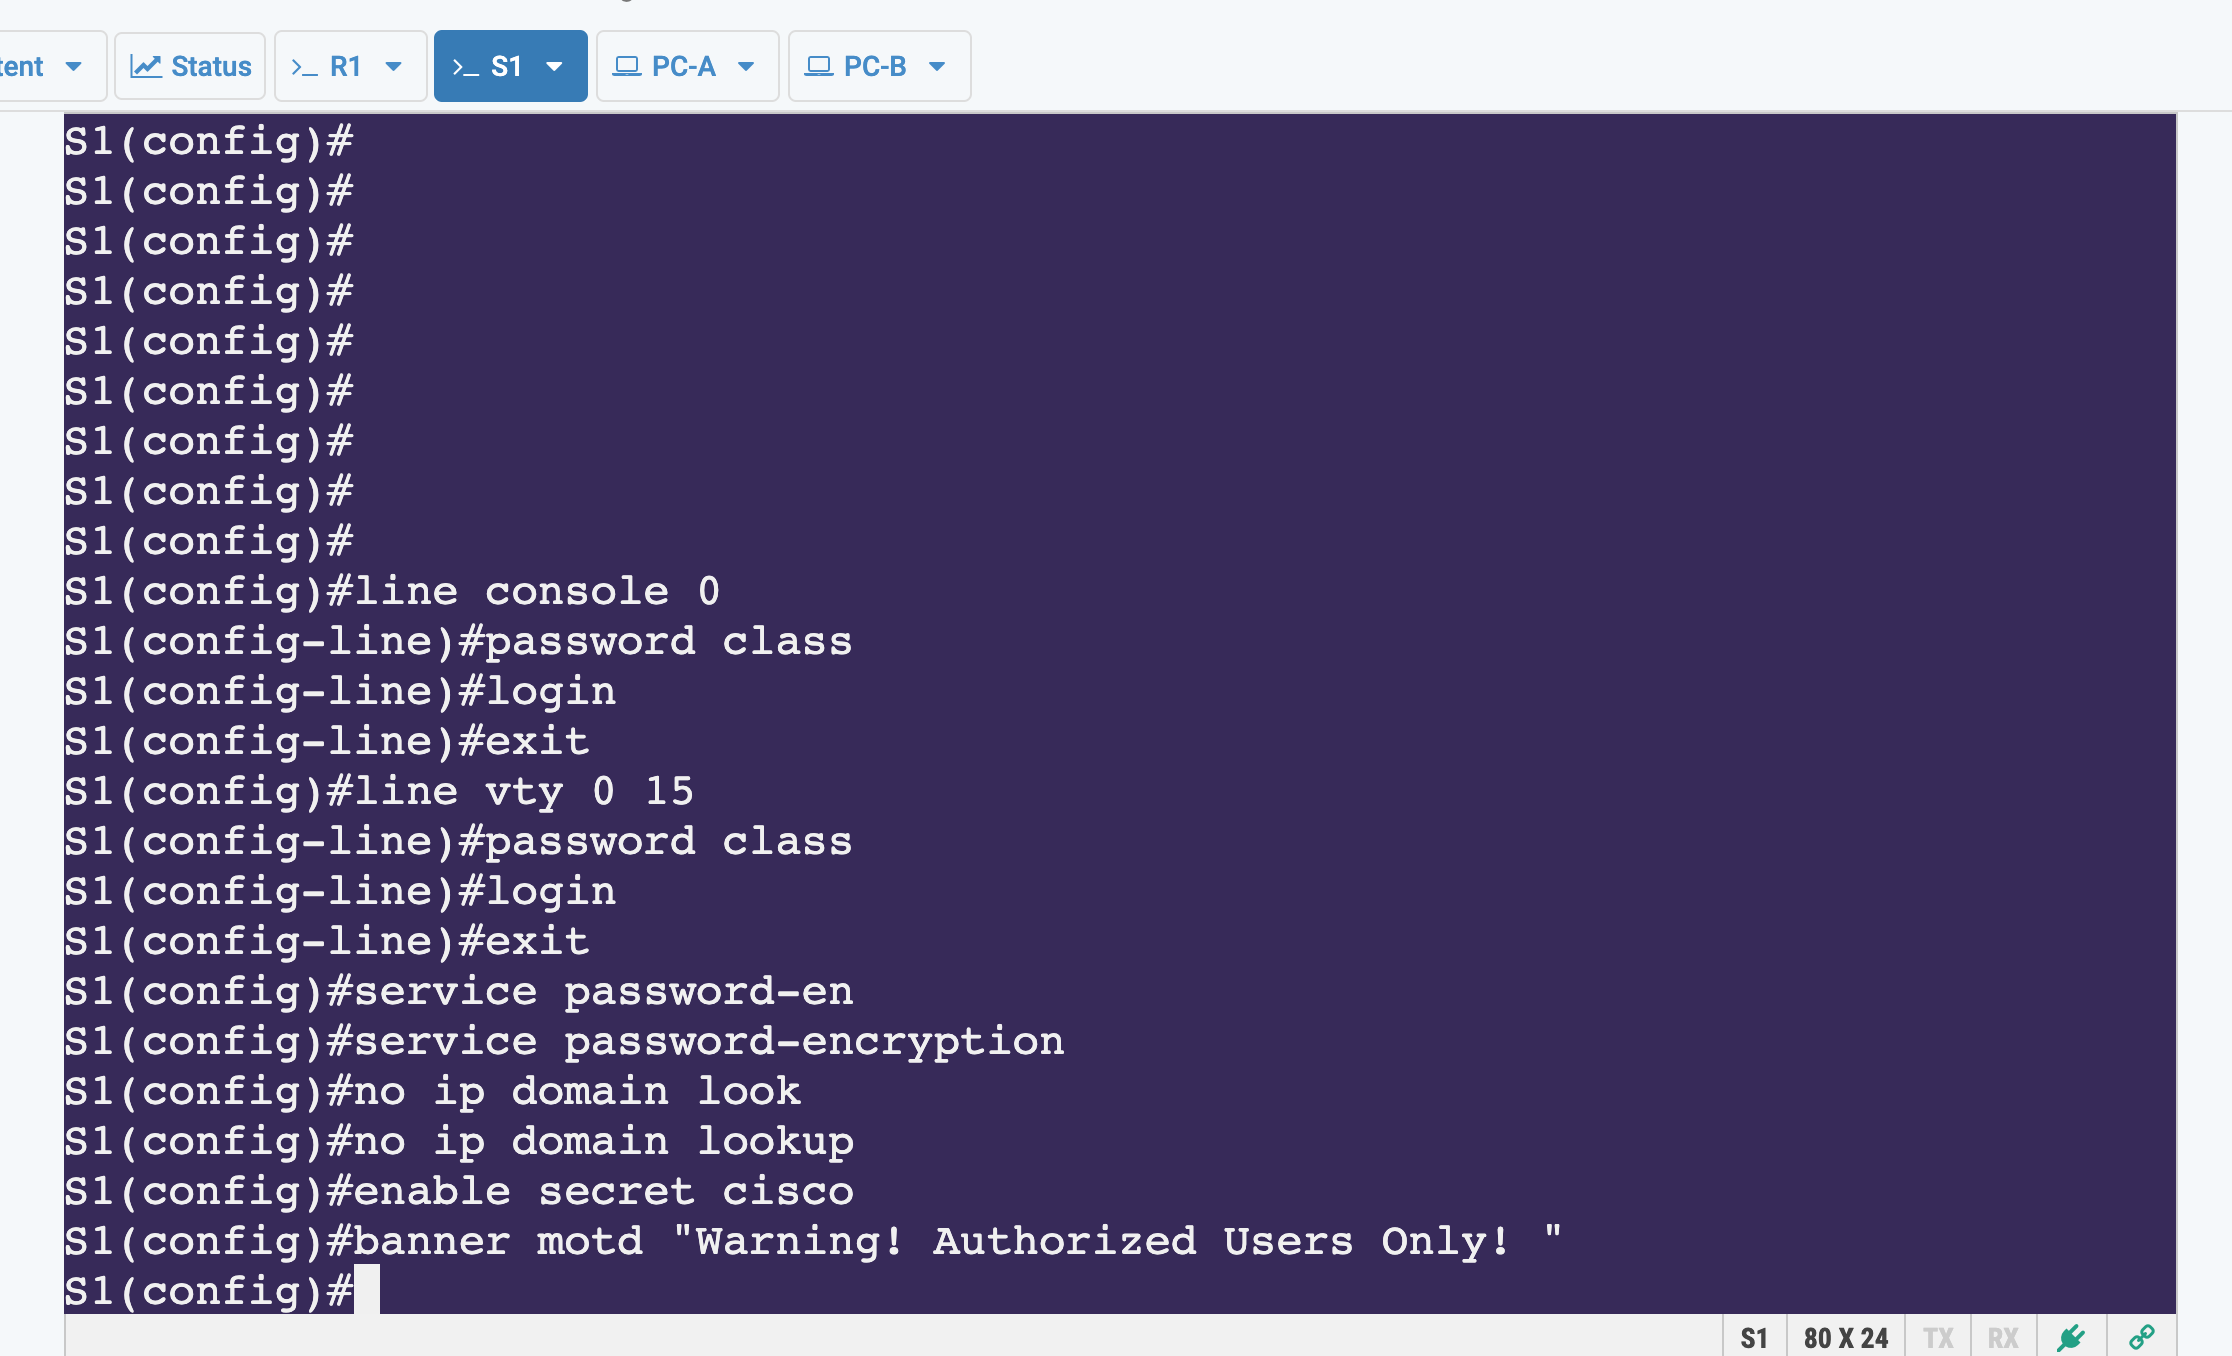 tent
Status
>_ R1
>_ S1
PC-A
PC-B
S1(config)#
S1(config)#
S1(config)#
S1(config)#
S1(config)#
S1(config)#
S1(config)#
S1(config)#
S1(config)#
S1(config)#line console 0
S1(config-line)#password class
S1(config-line)#login
S1(config-line)#exit
S1(config)#line vty 0 15
S1(config-line)#password class
S1(config-line)#login
S1(config-line)#exit
S1(config)#service password-en
S1(config)#service password-encryption
S1(config)#no ip domain look
S1(config)#no ip domain lookup
S1(config)#enable secret cisco
S1(config)#banner motd "Warning! Authorized Users Only! "
S1(config)#
S1
80 X 24
TX
RX